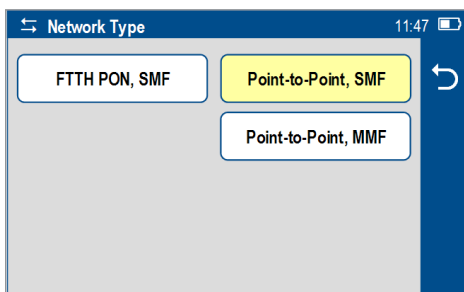 Network Type
11:47
FTTH PON, SMF
Point-to-Point, SMF
Point-to-Point, MMF